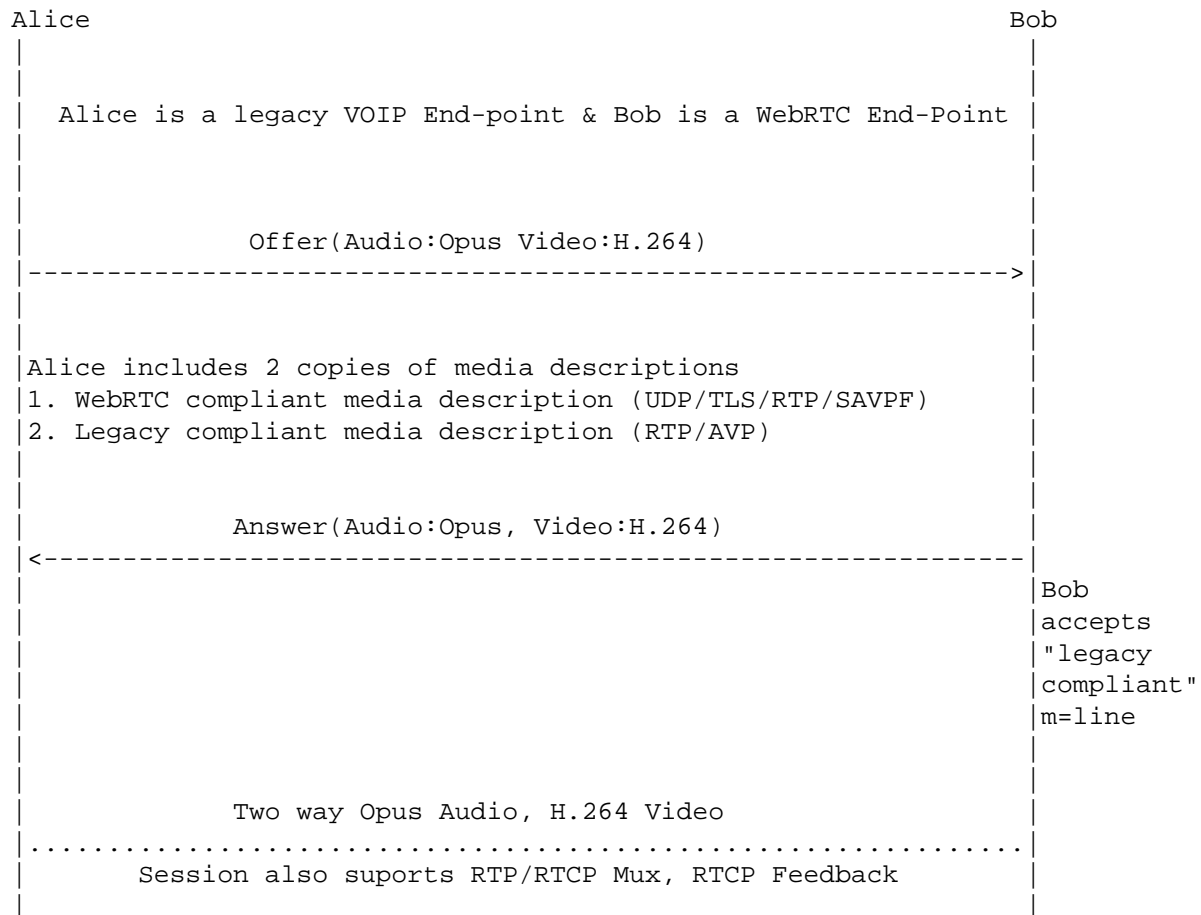 Alice Bob
Alice is a legacy VOIP End-point & Bob is a WebRTC End-Point
Offer(Audio:Opus Video:H.264)
Alice includes 2 copies of media descriptions
1. WebRTC compliant media description (UDP/TLS/RTP/SAVPF)
2. Legacy compliant media description (RTP/AVP)
Answer(Audio:Opus, Video:H.264)
Bob
accepts
"legacy
compliant"
m=line
Two way Opus Audio, H.264 Video
Session also suports RTP/RTCP Mux, RTCP Feedback